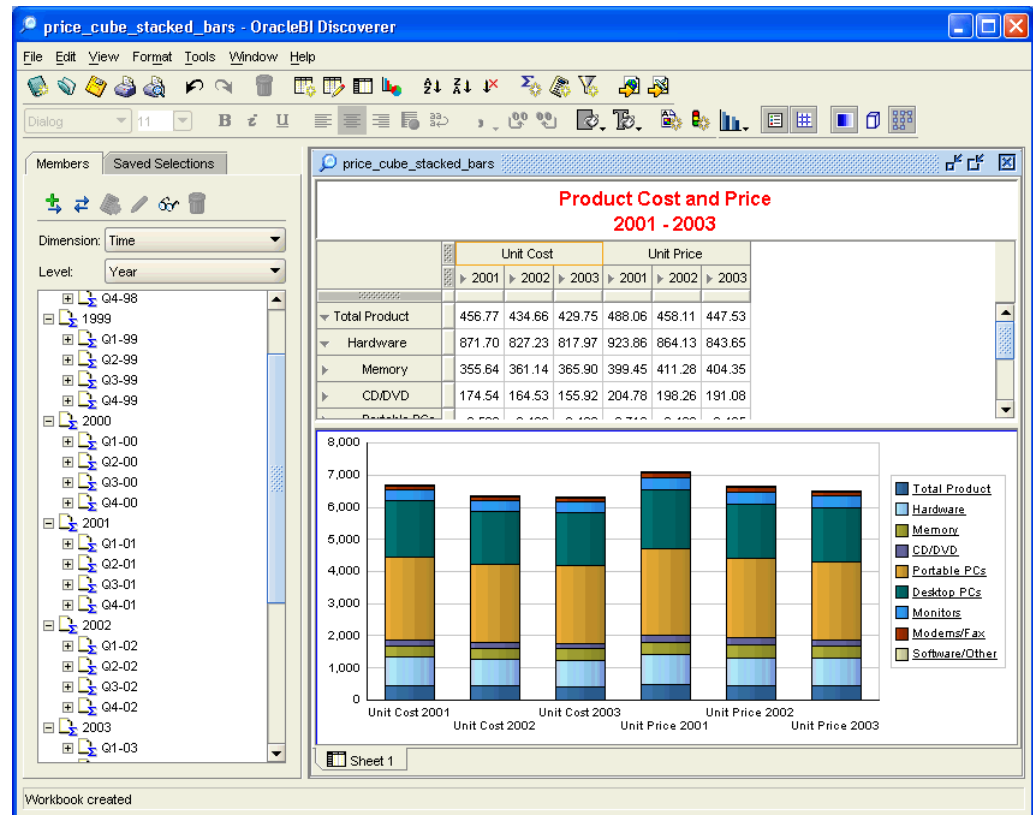 price_cube_stacked_bars - OracleBI Discoverer
File Edit View Format Tools Window Help
Dialog 11 B i U
Members Saved Selections
Dimension: Time
Level: Year
Q4-98
1999
Q1-99
Q2-99
Q3-99
Q4-99
2000
Q1-00
Q2-00
Q3-00
Q4-00
2001
Q1-01
Q2-01
Q3-01
Q4-01
2002
Q1-02
Q2-02
Q3-02
Q4-02
2003
Q1-03
price_cube_stacked_bars
Product Cost and Price
2001 - 2003
Unit Cost Unit Price
2001 2002 2003 2001 2002 2003
Total Product 456.77 434.66 429.75 488.06 458.11 447.53
Hardware 871.70 827.23 817.97 923.86 864.13 843.65
Memory 355.64 361.14 365.90 399.45 411.28 404.35
CD/DVD 174.54 164.53 155.92 204.78 198.26 191.08
8,000
7,000
6,000
5,000
4,000
3,000
2,000
1,000
0
Unit Cost 2001
Unit Cost 2002
Unit Cost 2003
Unit Price 2001
Unit Price 2002
Unit Price 2003
Total Product
Hardware
Memory
CD/DVD
Portable PCs
Desktop PCs
Monitors
Modems/Fax
Software/Other
Sheet 1
Workbook created